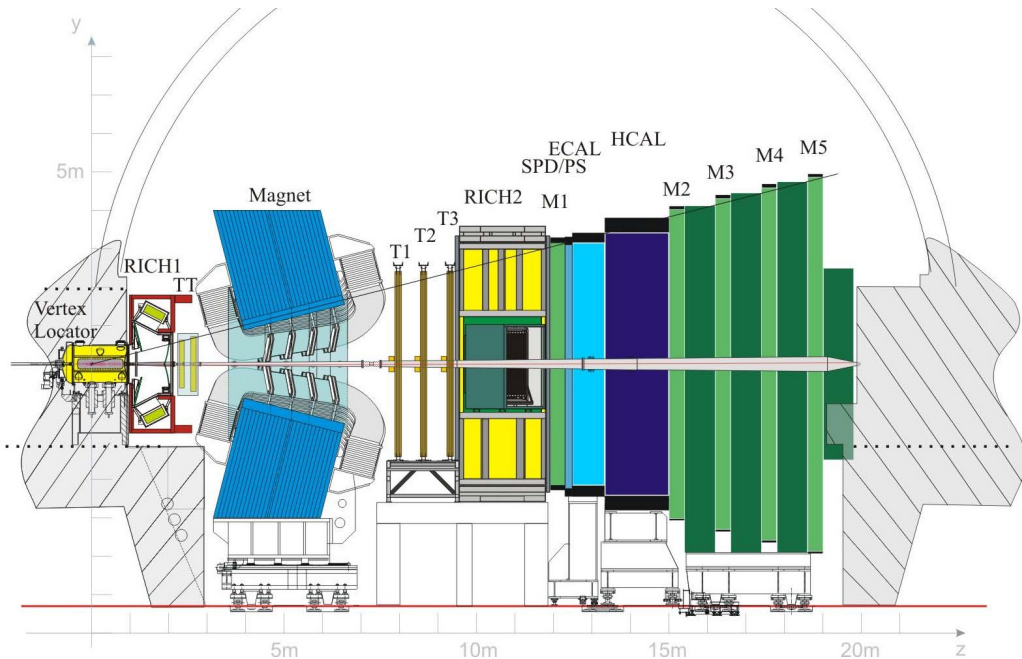 y
5m
Magnet
RICH1
TT
Vertex
Locator
T1
T2
T3
RICH2
M1
SPD/PS
ECAL
HCAL
M2
M3
M4
M5
5m
10m
15m
20m
z